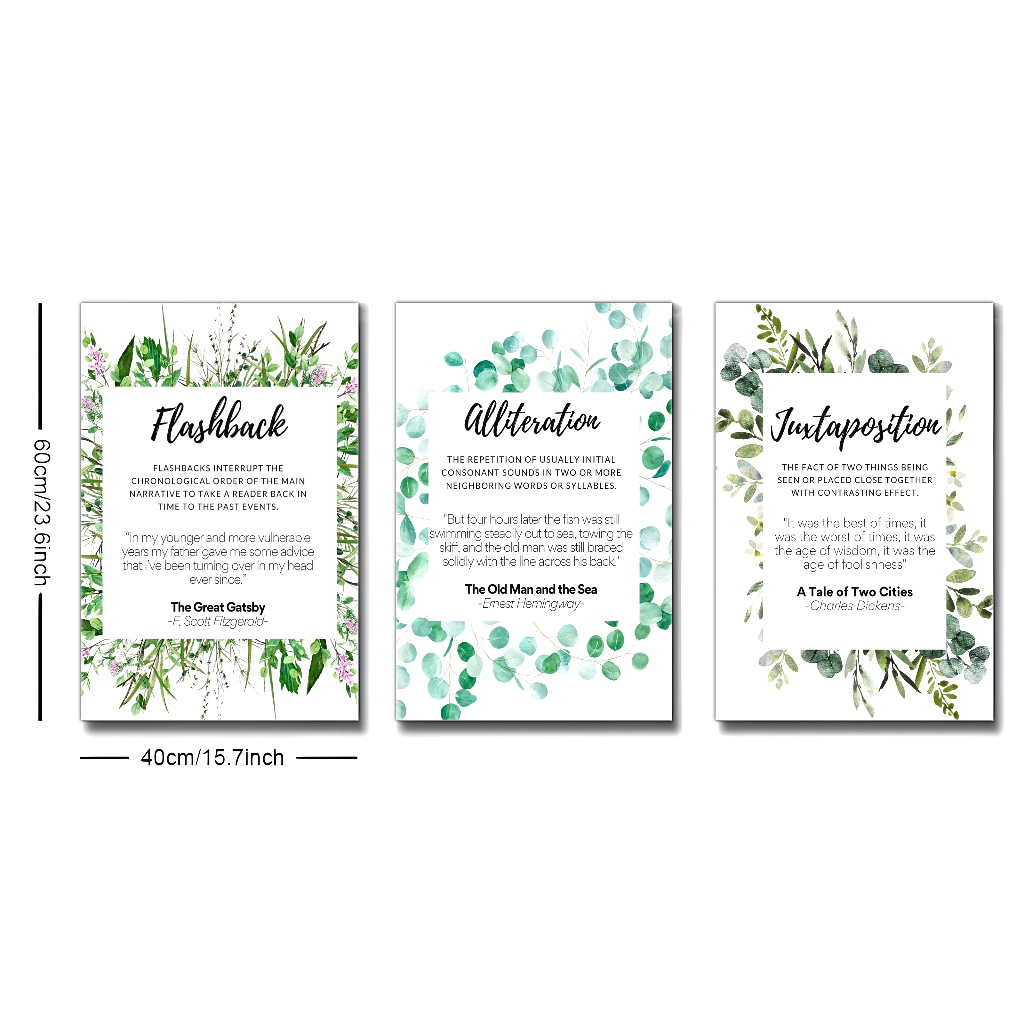 Flashback
FLASHBACKS INTERRUPT THE
CHRONOLOGICAL ORDER OF THE MAIN
NARRATIVE TO TAKE A READER BACK IN
TIME TO THE PAST EVENTS.
"In my younger and more vulnerable
years my father gave me some advice
that I've been turning over in my head
ever since."
The Great Gatsby
-F. Scott Fitzgerald-
Alliteration
THE REPETITION OF USUALLY INITIAL
CONSONANT SOUNDS IN TWO OR MORE
NEIGHBORING WORDS OR SYLLABLES.
"But four hours later the fish was still
swimming steadily out to sea, towing the
skiff, and the old man was still braced
solidly with the line across his back."
The Old Man and the Sea
-Ernest Hemingway-
Juxtaposition
THE FACT OF TWO THINGS BEING
SEEN OR PLACED CLOSE TOGETHER
WITH CONTRASTING EFFECT.
"It was the best of times, it
was the worst of times, it was
the age of wisdom, it was the
age of foolishness"
A Tale of Two Cities
-Charles Dickens-
60cm/23.6inch
40cm/15.7inch